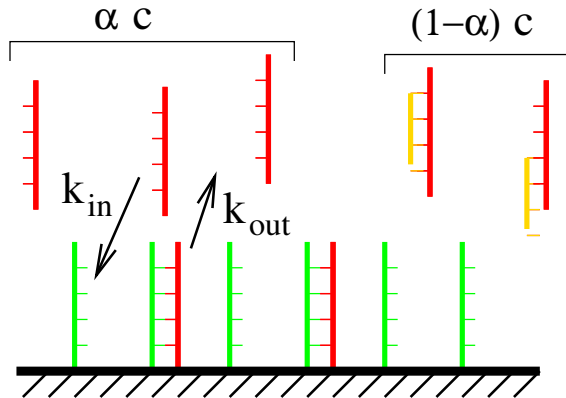 α c
(1−α) c
k_in
k_out